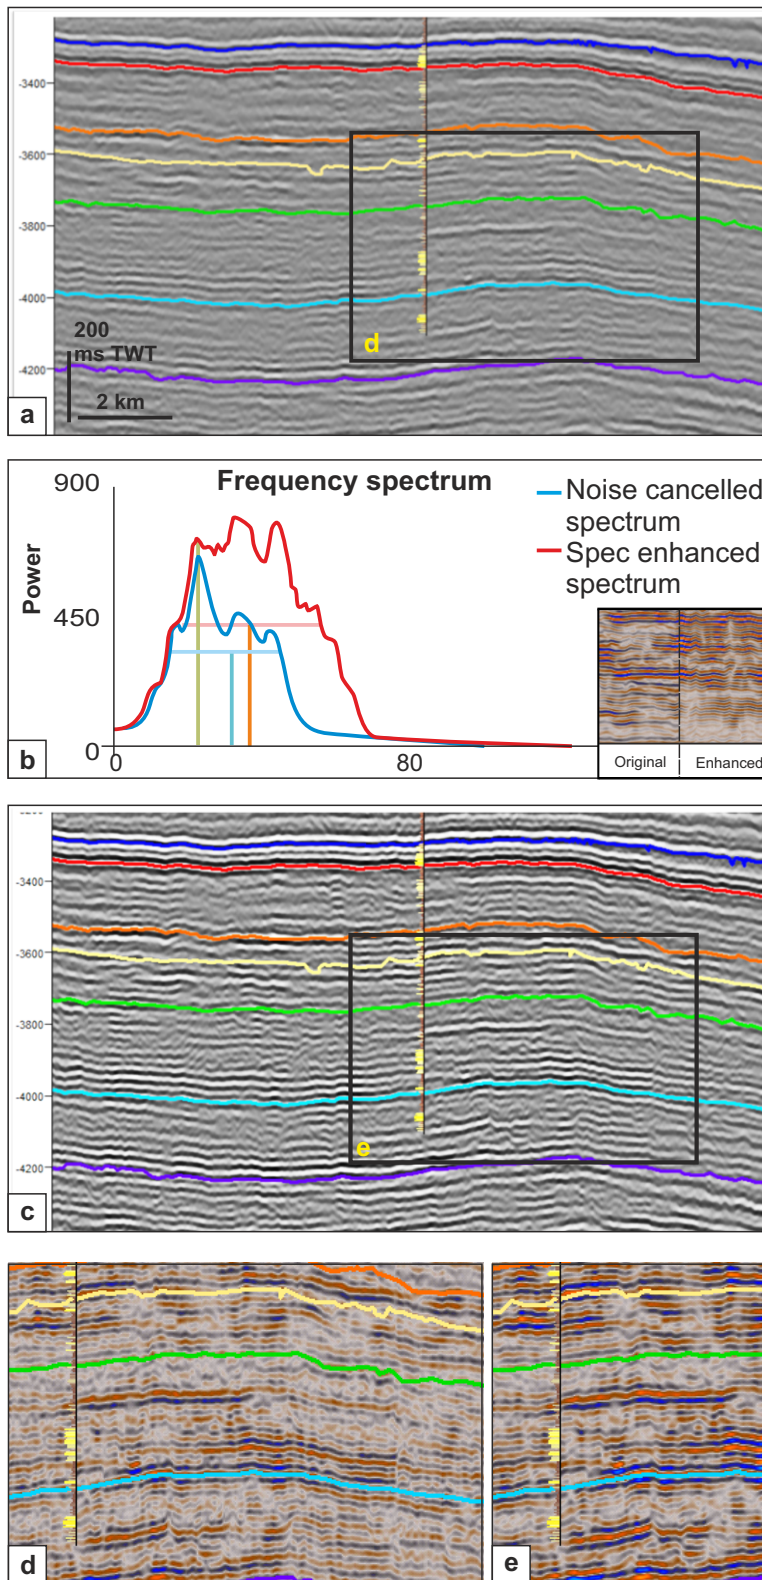 -3400
-3600
-3800
-4000
-4200
d
200
ms TWT
2 km
a
Frequency spectrum
900
450
0
Power
0
80
Noise cancelled
spectrum
Spec enhanced
spectrum
Original
Enhanced
b
-3400
-3600
-3800
-4000
-4200
e
c
d
e